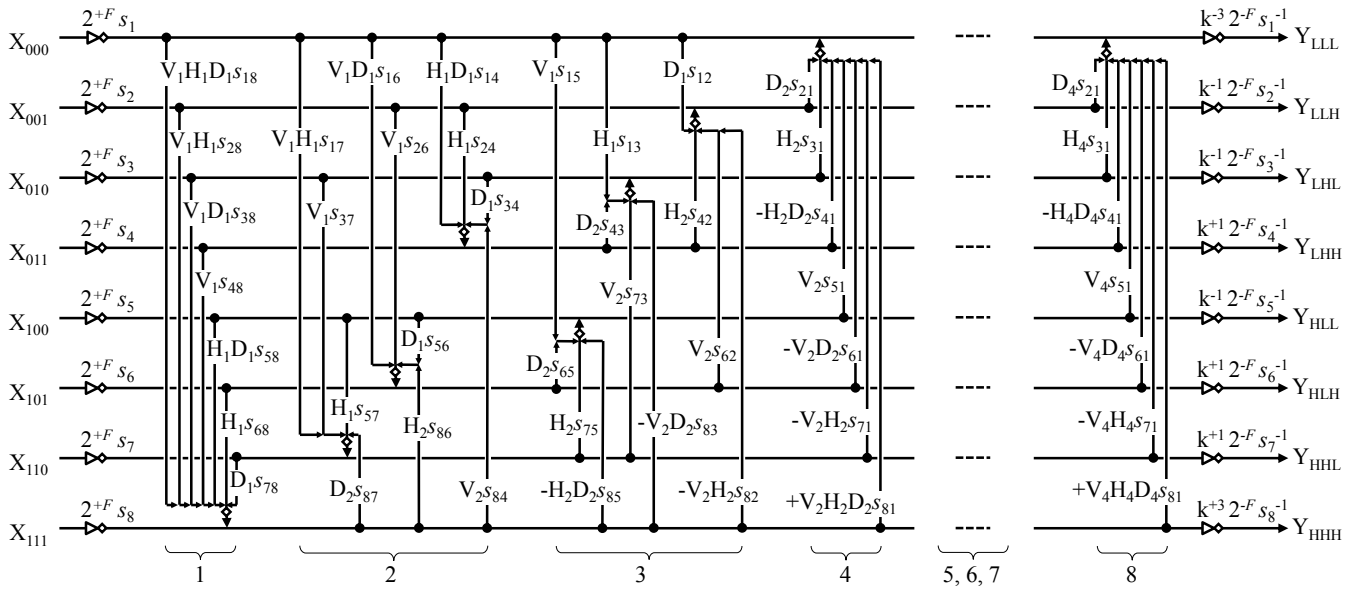 X000 2+F s1 k-3 2-F s1-1 YLLL
V1H1D1s18 V1D1s16 H1D1s14 V1s15 D1s12 D2s21 D4s21
X001 2+F s2 k-1 2-F s2-1 YLLH
V1H1s28 V1H1s17 V1s26 H1s24 H1s13 H2s31 H4s31
X010 2+F s3 k-1 2-F s3-1 YLHL
V1D1s38 V1s37 D1s34 D2s43 H2s42 -H2D2s41 -H4D4s41
X011 2+F s4 k+1 2-F s4-1 YLHH
V1s48 V2s73 V2s51 V4s51
X100 2+F s5 k-1 2-F s5-1 YHLL
H1D1s58 D1s56 D2s65 V2s62 -V2D2s61 -V4D4s61
X101 2+F s6 k+1 2-F s6-1 YHLH
H1s68 H1s57 H2s86 H2s75 -V2D2s83 -V2H2s71 -V4H4s71
X110 2+F s7 k+1 2-F s7-1 YHHL
D1s78 D2s87 V2s84 -H2D2s85 -V2H2s82 +V2H2D2s81 +V4H4D4s81
X111 2+F s8 k+3 2-F s8-1 YHHH
1 2 3 4 5, 6, 7 8